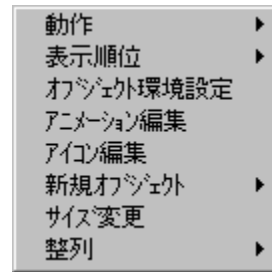 動作
表示順位
ｵﾌﾞｼﾞｪｸﾄ環境設定
ｱﾆﾒｰｼｮﾝ編集
ｱｲｺﾝ編集
新規ｵﾌﾞｼﾞｪｸﾄ
ｻｲｽﾞ変更
整列